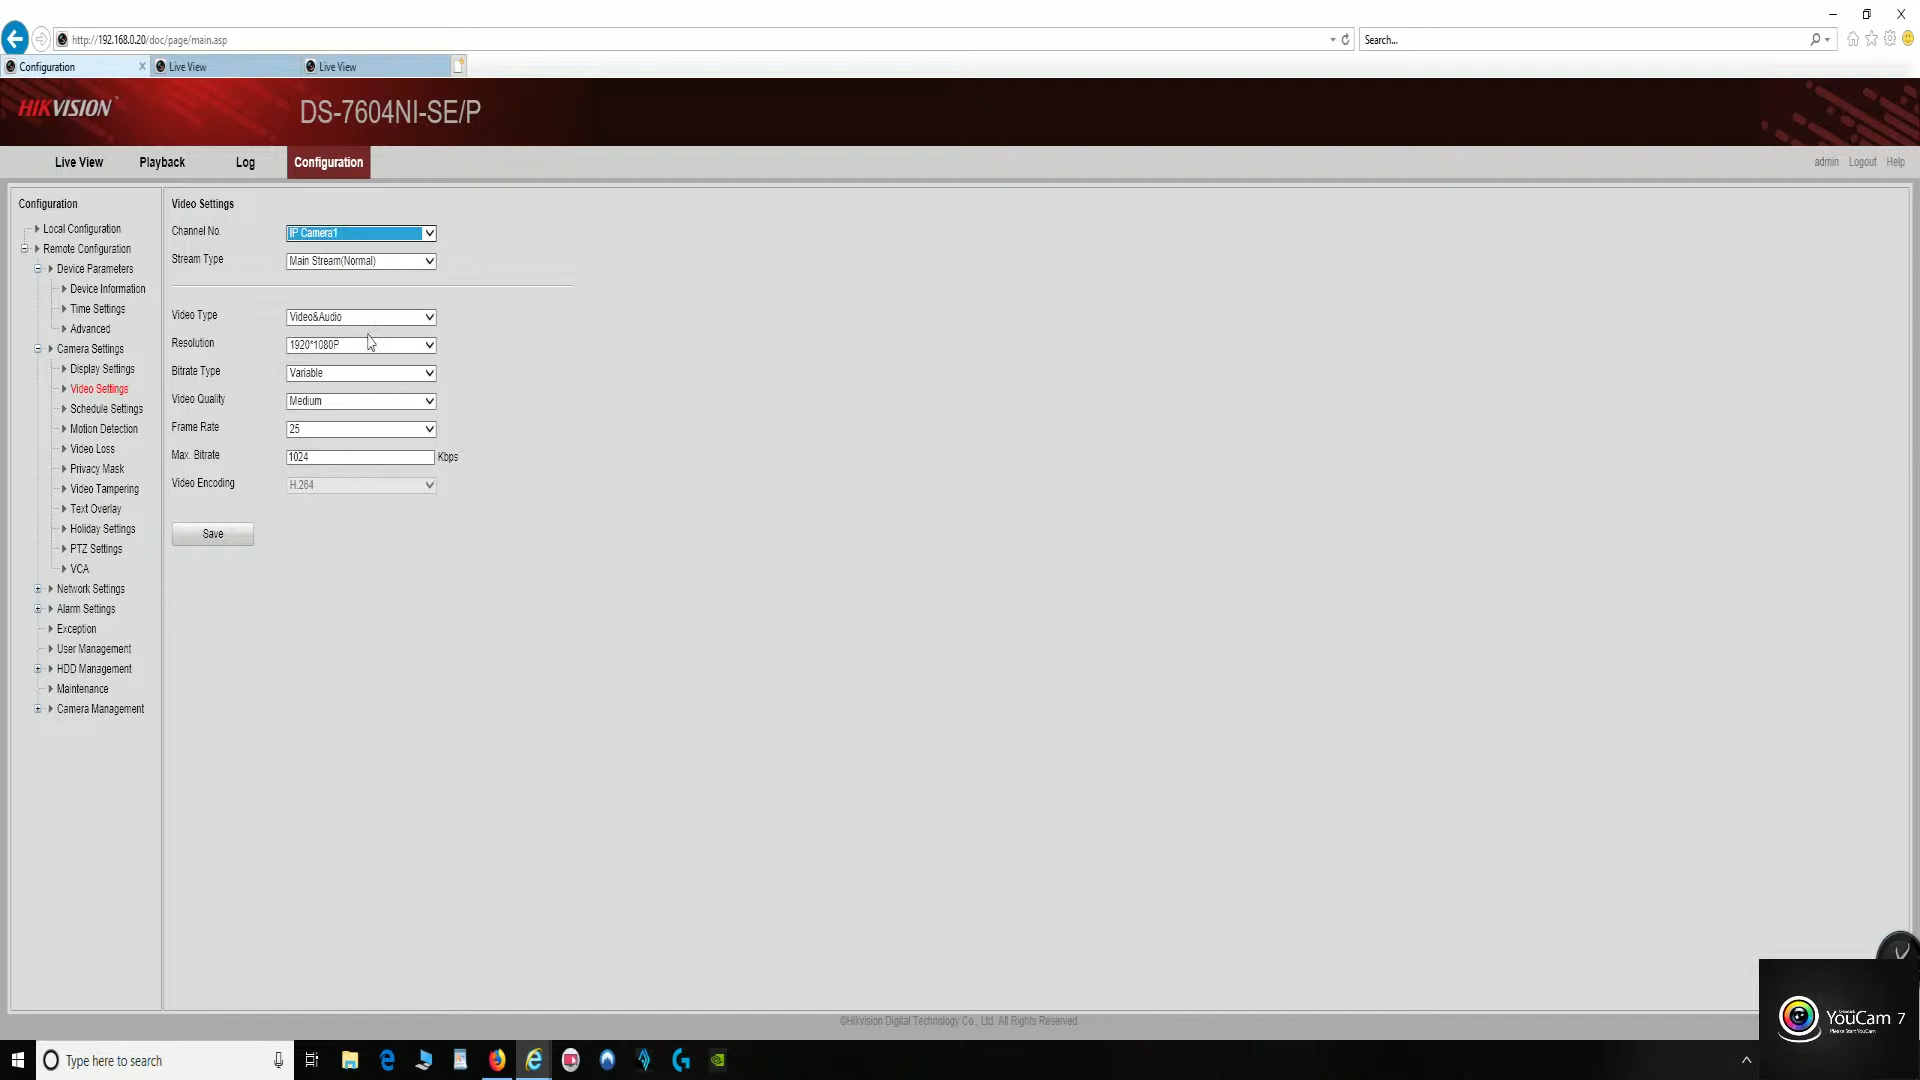 http://192.168.0.20/doc/page/main.asp
Search...
Configuration
Live View
Live View
HIKVISION
DS-7604NI-SE/P
Live View
Playback
Log
Configuration
admin
Logout
Help
Configuration
Local Configuration
Remote Configuration
Device Parameters
Device Information
Time Settings
Advanced
Camera Settings
Display Settings
Video Settings
Schedule Settings
Motion Detection
Video Loss
Privacy Mask
Video Tampering
Text Overlay
Holiday Settings
PTZ Settings
VCA
Network Settings
Alarm Settings
Exception
User Management
HDD Management
Maintenance
Camera Management
Video Settings
Channel No. IP Camera1
Stream Type Main Stream(Normal)
Video Type Video&Audio
Resolution 1920*1080P
Bitrate Type Variable
Video Quality Medium
Frame Rate 25
Max. Bitrate 1024 Kbps
Video Encoding H.264
Save
©Hikvision Digital Technology Co., Ltd. All Rights Reserved.
YouCam 7
Please Start YouCam
Type here to search